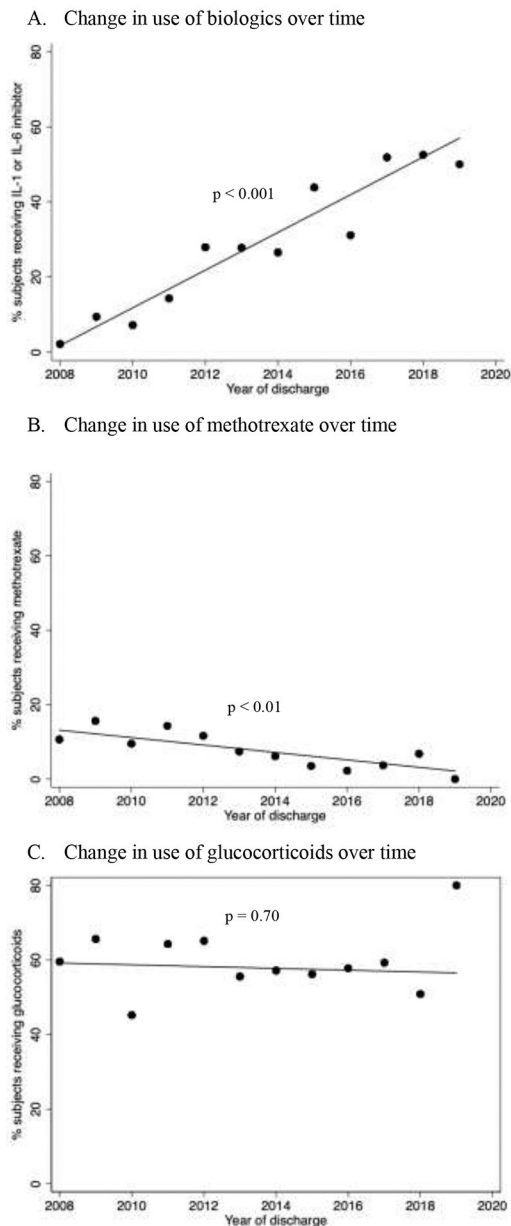 A. Change in use of biologics over time
% subjects receiving IL-1 or IL-6 inhibitor
80
60
40
20
0
p < 0.001
2008 2010 2012 2014 2016 2018 2020
Year of discharge
B. Change in use of methotrexate over time
% subjects receiving methotrexate
80
60
40
20
0
p < 0.01
2008 2010 2012 2014 2016 2018 2020
Year of discharge
C. Change in use of glucocorticoids over time
% subjects receiving glucocorticoids
80
60
40
20
0
p = 0.70
2008 2010 2012 2014 2016 2018 2020
Year of discharge